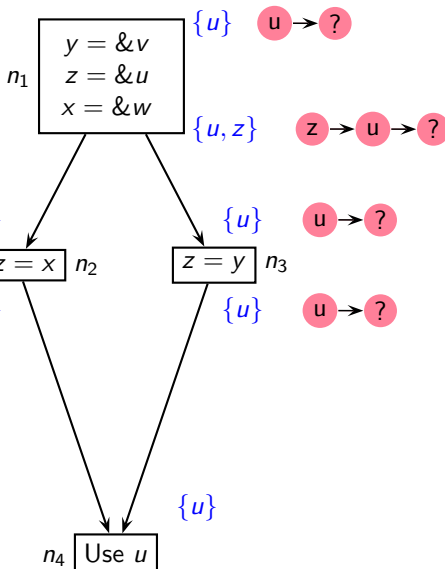 {u} u → ?
y = &v
n1 z = &u
x = &w
{u, z} z → u → ?
{u} u → ?
z = x n2 z = y n3
{u} u → ?
{u}
n4 Use u